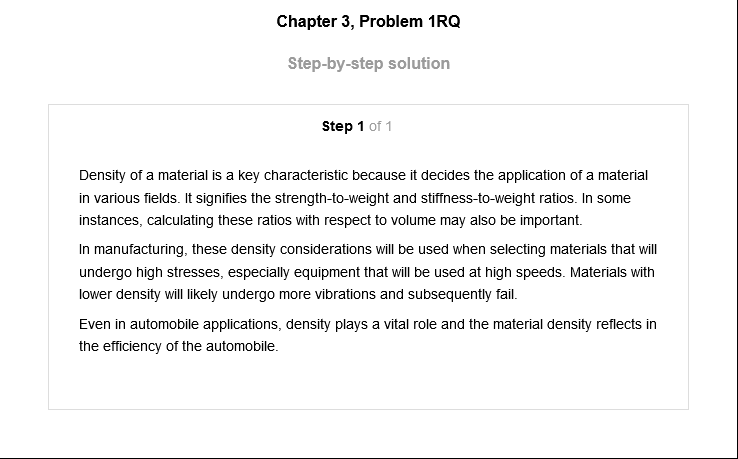 Chapter 3, Problem 1RQ
Step-by-step solution
Step 1 of 1
Density of a material is a key characteristic because it decides the application of a material
in various fields. It signifies the strength-to-weight and stiffness-to-weight ratios. In some
instances, calculating these ratios with respect to volume may also be important.
In manufacturing, these density considerations will be used when selecting materials that will
undergo high stresses, especially equipment that will be used at high speeds. Materials with
lower density will likely undergo more vibrations and subsequently fail.
Even in automobile applications, density plays a vital role and the material density reflects in
the efficiency of the automobile.